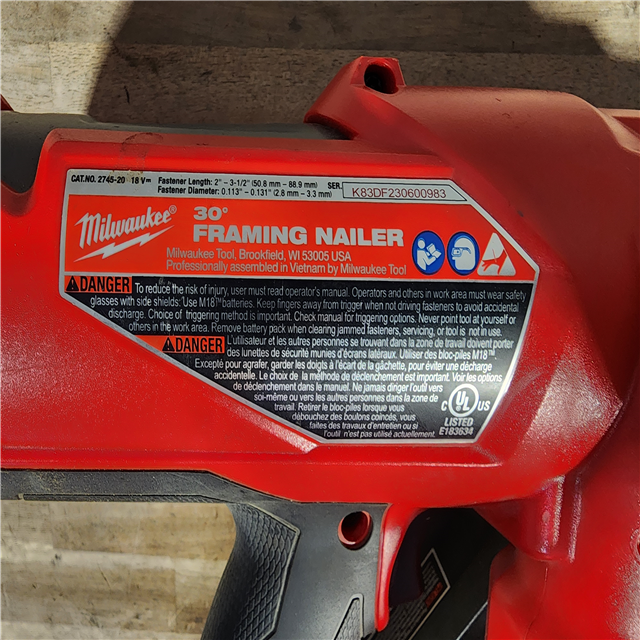 CAT.NO. 2745-20 18 V⎓ Fastener Length: 2" - 3-1/2" (50.8 mm - 88.9 mm) SER. K83DF230600983
Fastener Diameter: 0.113" - 0.131" (2.8 mm - 3.3 mm)
Milwaukee®
30°
FRAMING NAILER
Milwaukee Tool, Brookfield, WI 53005 USA
Professionally assembled in Vietnam by Milwaukee Tool
DANGER To reduce the risk of injury, user must read operator's manual. Operators and others in work area must wear safety
glasses with side shields. Use M18™ batteries. Keep fingers away from trigger when not driving fasteners to avoid accidental
discharge. Choice of triggering method is important. Check manual for triggering options. Never point tool at yourself or
others in the work area. Remove battery pack when clearing jammed fasteners, servicing, or tool is not in use.
DANGER L'utilisateur et les autres personnes se trouvant dans la zone de travail doivent porter
des lunettes de sécurité munies d'écrans latéraux. Utiliser des bloc-piles M18™.
Excepté pour agrafer, garder les doigts à l'écart de la gâchette, pour éviter une décharge
accidentelle. Le choix de la méthode de déclenchement est important. Voir les options
de déclenchement dans le manuel. Ne jamais diriger l'outil vers
soi-même ou vers les autres personnes dans la zone de
travail. Retirer le bloc-piles lorsque vous
débouchez des boulons coincés, vous
faites des travaux d'entretien ou si
l'outil n'est pas utilisé actuellement.
C UL US
LISTED
E183634